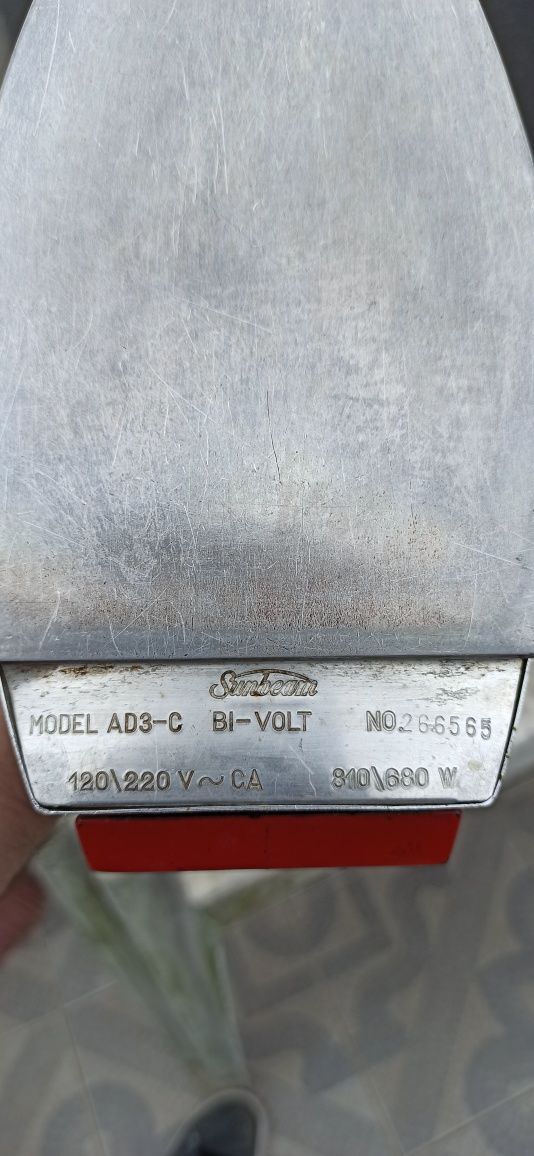 Sunbeam
MODEL AD3-C BI-VOLT NO.266565
120\220 V~CA 810\680 W